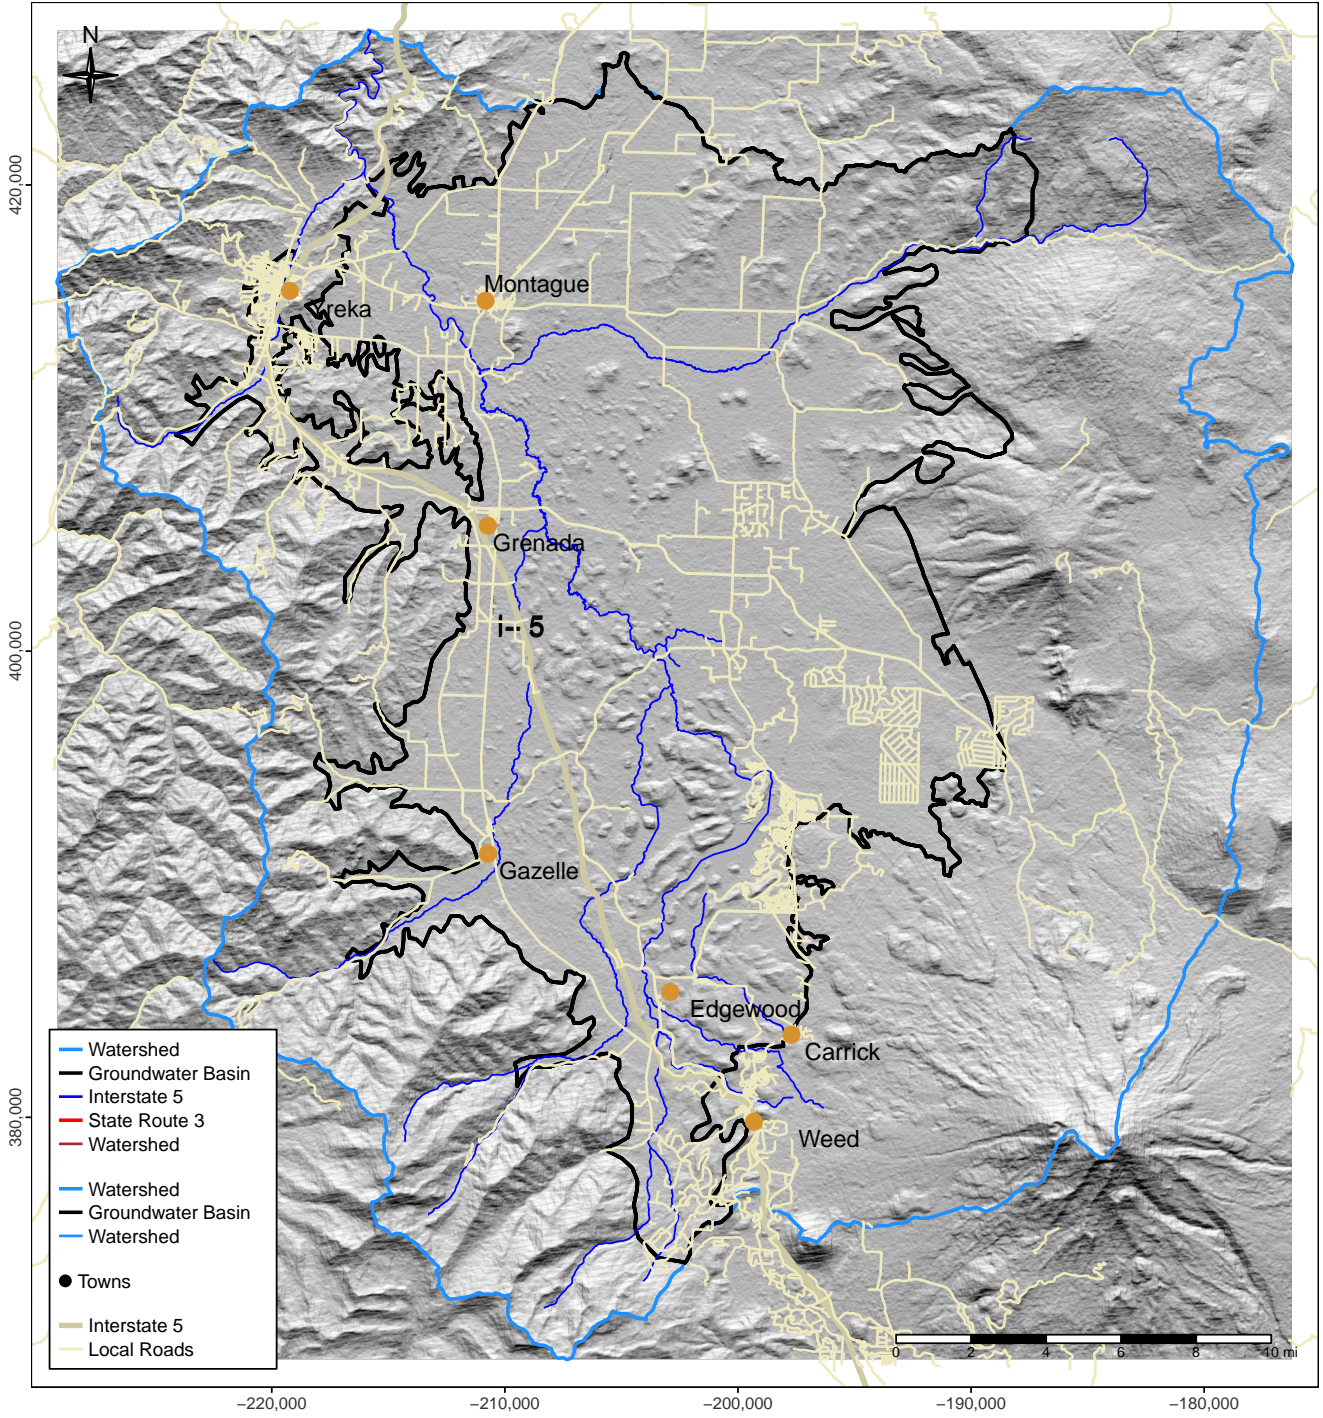 N
420,000
400,000
380,000
Montague
Yreka
Grenada
I-- 5
Gazelle
Edgewood
Carrick
Weed
Watershed
Groundwater Basin
Interstate 5
State Route 3
Watershed
Watershed
Groundwater Basin
Watershed
Towns
Interstate 5
Local Roads
0 2 4 6 8 10 mi
−220,000 −210,000 −200,000 −190,000 −180,000